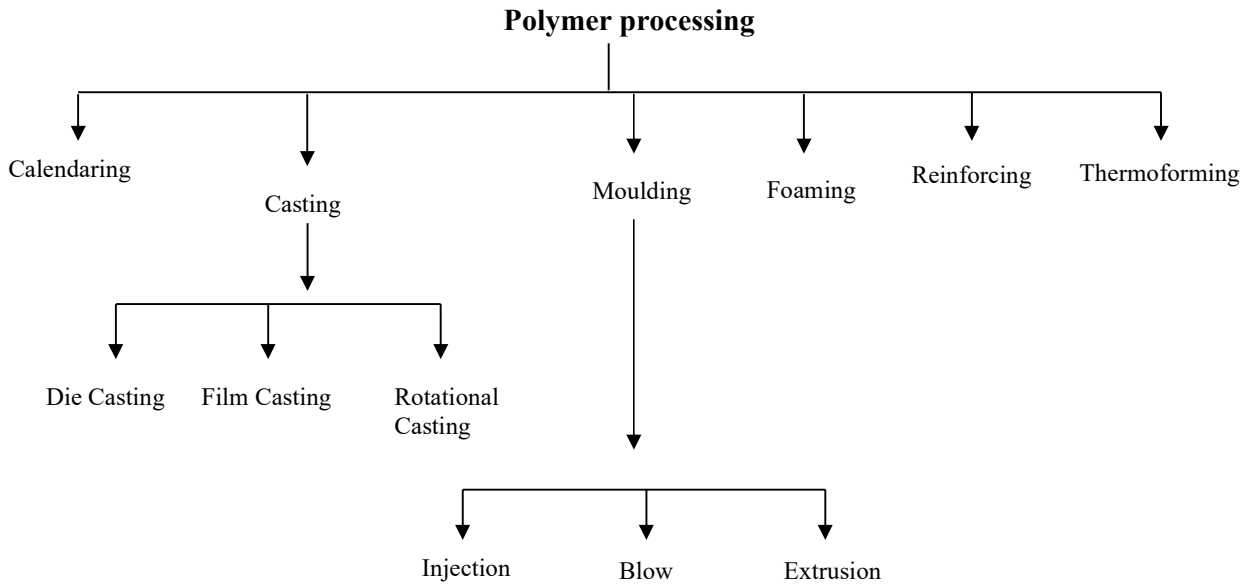 Polymer processing
Calendaring
Casting
Moulding
Foaming
Reinforcing
Thermoforming
Die Casting
Film Casting
Rotational
Casting
Injection
Blow
Extrusion